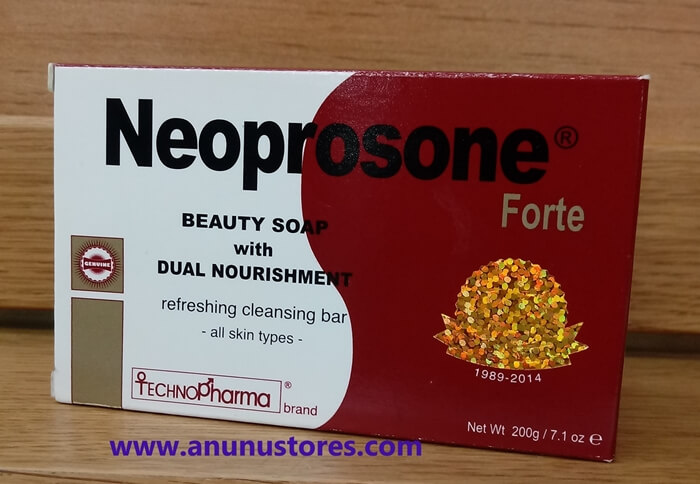 Neoprosone®
Forte
BEAUTY SOAP
with
DUAL NOURISHMENT
GENUINE
refreshing cleansing bar
- all skin types -
TECHNOPharma®
brand
1989-2014
Net Wt 200g / 7.1 oz ℮
www.anunustores.com